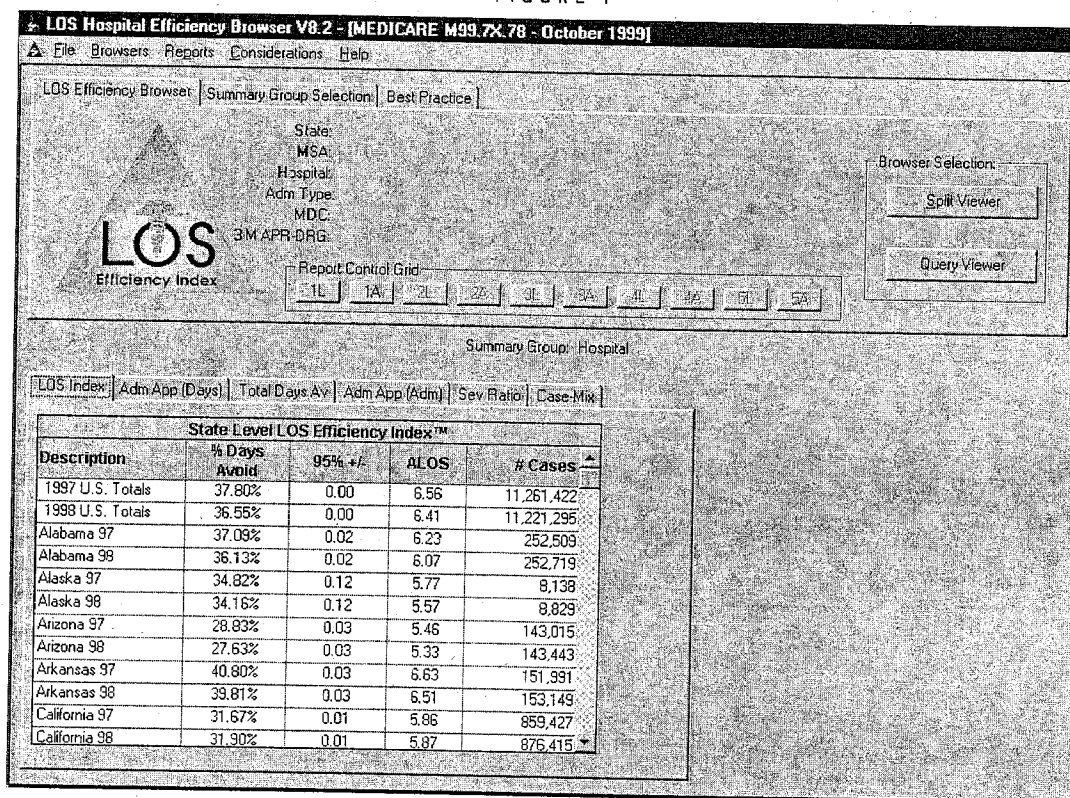 FIGURE 1
LOS Hospital Efficiency Browser V8.2 - [MEDICARE M99.7X.78 - October 1999]
File Browsers Reports Considerations Help
LOS Efficiency Browser Summary Group Selection Best Practice
State:
MSA:
Hospital:
Adm Type:
MDC:
3M APR-DRG:
LOS
Efficiency Index
Report Control Grid
1L 1A 2L 2A 3L 3A 4L 4A 5L 5A
Browser Selection:
Split Viewer
Query Viewer
Summary Group: Hospital
LOS Index Adm App (Days) Total Days Av Adm App (Adm) Sev Ratio Case-Mix
State Level LOS Efficiency Index™
Description % Days Avoid 95% +/- ALOS # Cases
1997 U.S. Totals 37.80% 0.00 6.56 11,261,422
1998 U.S. Totals 36.55% 0.00 6.41 11,221,295
Alabama 97 37.09% 0.02 6.23 252,509
Alabama 98 36.13% 0.02 6.07 252,719
Alaska 97 34.82% 0.12 5.77 8,138
Alaska 98 34.16% 0.12 5.57 8,829
Arizona 97 28.83% 0.03 5.46 143,015
Arizona 98 27.63% 0.03 5.33 143,443
Arkansas 97 40.80% 0.03 6.63 151,991
Arkansas 98 39.81% 0.03 6.51 153,149
California 97 31.67% 0.01 5.86 859,427
California 98 31.90% 0.01 5.87 876,415